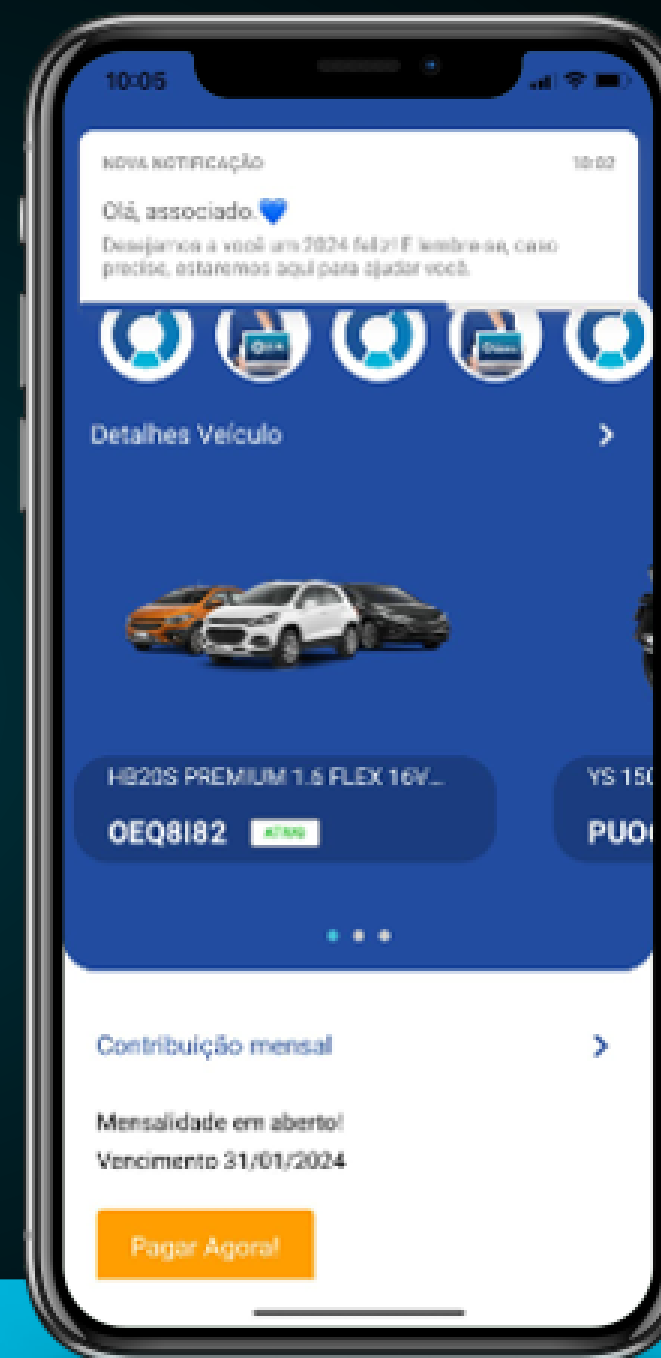 10:05
NOVA NOTIFICAÇÃO 10:02
Olá, associado.💙
Desejamos a você um 2024 feliz! E lembre-se, caso
precise, estaremos aqui para ajudar você.
Detalhes Veículo
HB20S PREMIUM 1.6 FLEX 16V...
YS 150
OEQ8I82 ATIVO
PUO
Contribuição mensal
Mensalidade em aberto!
Vencimento 31/01/2024
Pagar Agora!